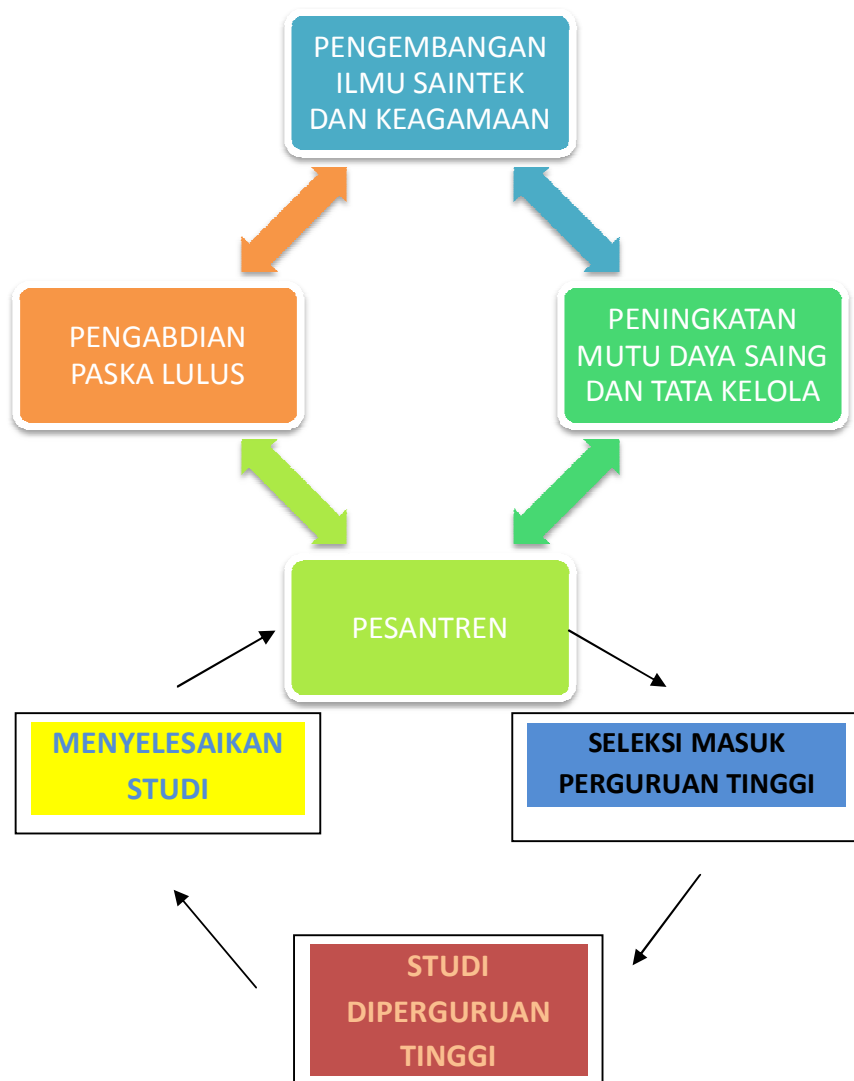 PENGEMBANGAN
ILMU SAINTEK
DAN KEAGAMAAN
PENGABDIAN
PASKA LULUS
PENINGKATAN
MUTU DAYA SAING
DAN TATA KELOLA
PESANTREN
MENYELESAIKAN
STUDI
SELEKSI MASUK
PERGURUAN TINGGI
STUDI
DIPERGURUAN
TINGGI